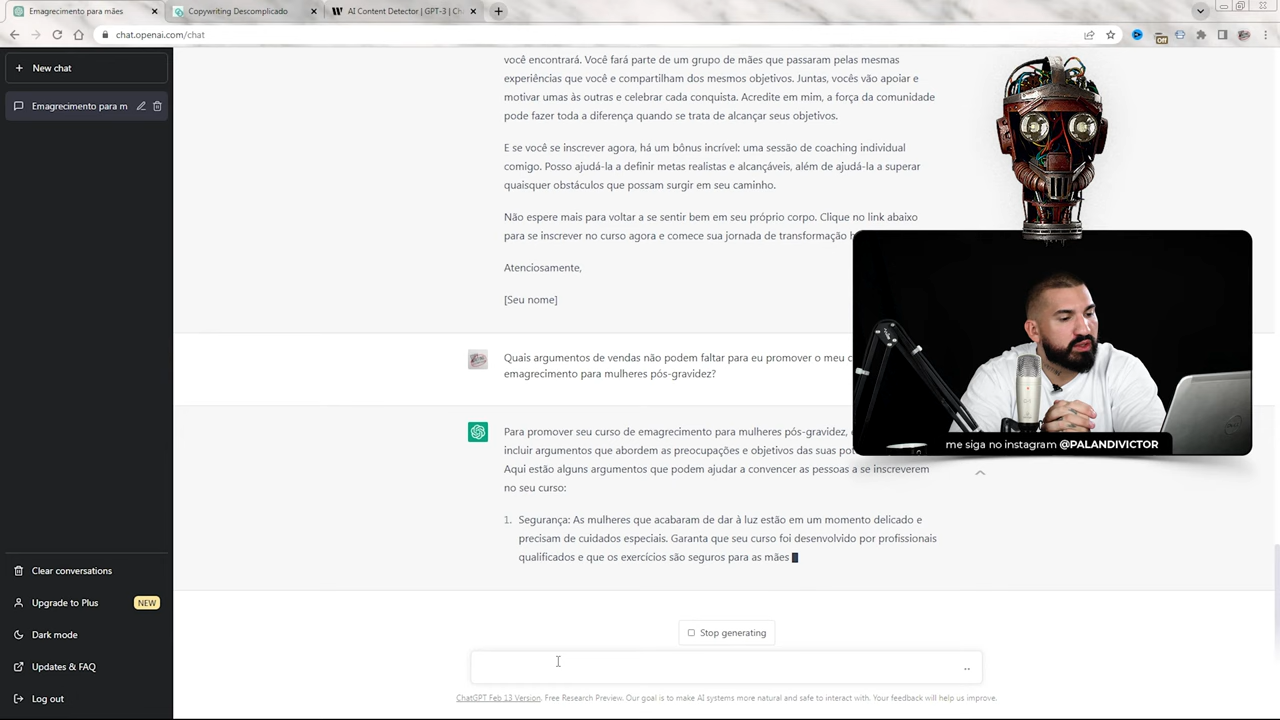 Emagrecimento para mães
Copywriting Descomplicado
AI Content Detector | GPT-3 | Ch
chat.openai.com/chat
Off
New chat
Emagrecimento para m
você encontrará. Você fará parte de um grupo de mães que passaram pelas mesmas
experiências que você e compartilham dos mesmos objetivos. Juntas, vocês vão apoiar e
motivar umas às outras e celebrar cada conquista. Acredite em mim, a força da comunidade
pode fazer toda a diferença quando se trata de alcançar seus objetivos.
E se você se inscrever agora, há um bônus incrível: uma sessão de coaching individual
comigo. Posso ajudá-la a definir metas realistas e alcançáveis, além de ajudá-la a superar
quaisquer obstáculos que possam surgir em seu caminho.
Não espere mais para voltar a se sentir bem em seu próprio corpo. Clique no link abaixo
para se inscrever no curso agora e comece sua jornada de transformação
Atenciosamente,
[Seu nome]
Quais argumentos de vendas não podem faltar para eu promover o meu
emagrecimento para mulheres pós-gravidez?
Para promover seu curso de emagrecimento para mulheres pós-gravidez,
incluir argumentos que abordem as preocupações e objetivos das suas
Aqui estão alguns argumentos que podem ajudar a convencer as pessoas a se inscreverem
no seu curso:
1. Segurança: As mulheres que acabaram de dar à luz estão em um momento delicado e
precisam de cuidados especiais. Garanta que seu curso foi desenvolvido por profissionais
qualificados e que os exercícios são seguros para as mães
me siga no instagram @PALANDIVICTOR
Clear conversations
Upgrade to Plus NEW
Dark mode
Updates & FAQ
Log out
Stop generating
ChatGPT Feb 13 Version. Free Research Preview. Our goal is to make AI systems more natural and safe to interact with. Your feedback will help us improve.